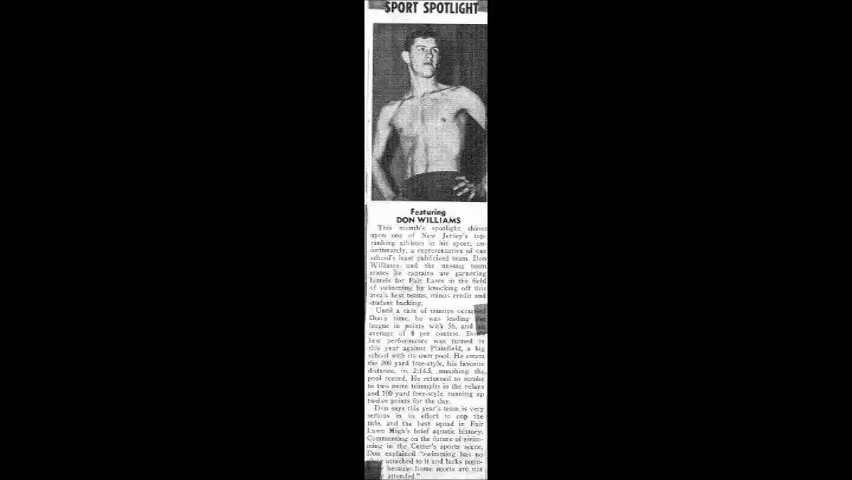 SPORT SPOTLIGHT
Featuring
DON WILLIAMS
This month's spotlight shines
upon one of New Jersey's top-
ranking athletes in his sport; un-
fortunately, a representative of our
school's least publicized team. Don
Williams and the unsung team
mates he captains are garnering
laurels for Fair Lawn in the field
of swimming by knocking off this
area's best teams, minus credit and
student backing.
Until a case of mumps occupied
Don's time, he was leading the
league in points with 56, and an
average of 8 per contest. Don's
best performance was turned in
this year against Plainfield, a big
school with its own pool. He swam
the 200 yard free-style, his favorite
distance, in 2:14.5, smashing the
pool record. He returned to
to two more triumphs in the relays
and 100 yard free-style, running up
twelve points for the day.
Don says this year's team is very
serious in its effort to cop the
title, and the best squad in Fair
Lawn High's brief aquatic history.
Commenting on the future of swim-
ming in the Cutter's sports scene,
Don explained "swimming has no
attached to it and lacks
because home meets are not
attended."